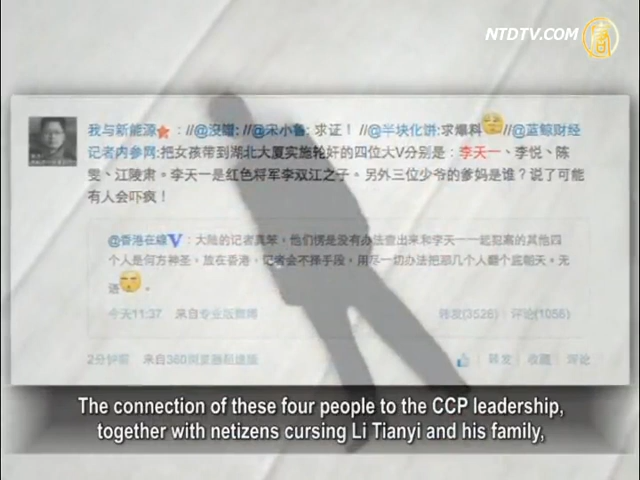 NTDTV.COM
我与新能源：//@没嘴: //@宋小鲁: 求证！//@半块化饼:求爆料 //@蓝鲸财经
记者内参网:把女孩带到湖北大厦实施轮奸的四位大V分别是：李天一、李悦、陈
雯、江陵肃。李天一是红色将军李双江之子。另外三位少爷的爹妈是谁？说了可能
有人会吓疯！
@香港在线V：大陆的记者真笨，他们愣是没有办法查出来和李天一一起犯案的其他四
个人是何方神圣。放在香港，记者会不择手段，用尽一切办法把那几个人翻个底朝天。无
语 。
今天11:37 来自专业版微博 转发(3526) 评论(1056)
2分钟前 来自360浏览器 转发 收藏 评论
The connection of these four people to the CCP leadership,
together with netizens cursing Li Tianyi and his family,